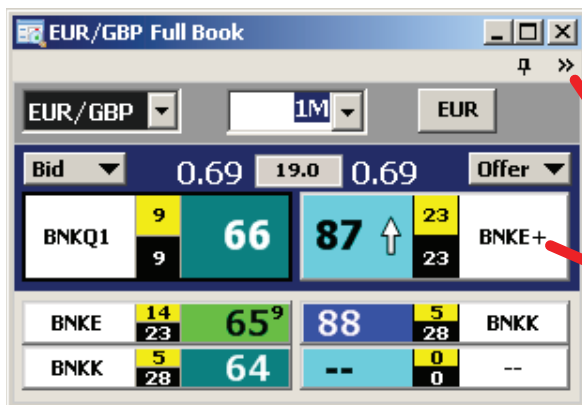 EUR/GBP Full Book
EUR/GBP 1M EUR
Bid 0.69 19.0 0.69 Offer
BNKQ1 9 9 66 87 23 23 BNKE+
BNKE 14 23 65⁹ 88 5 28 BNKK
BNKK 5 28 64 -- 0 0 --